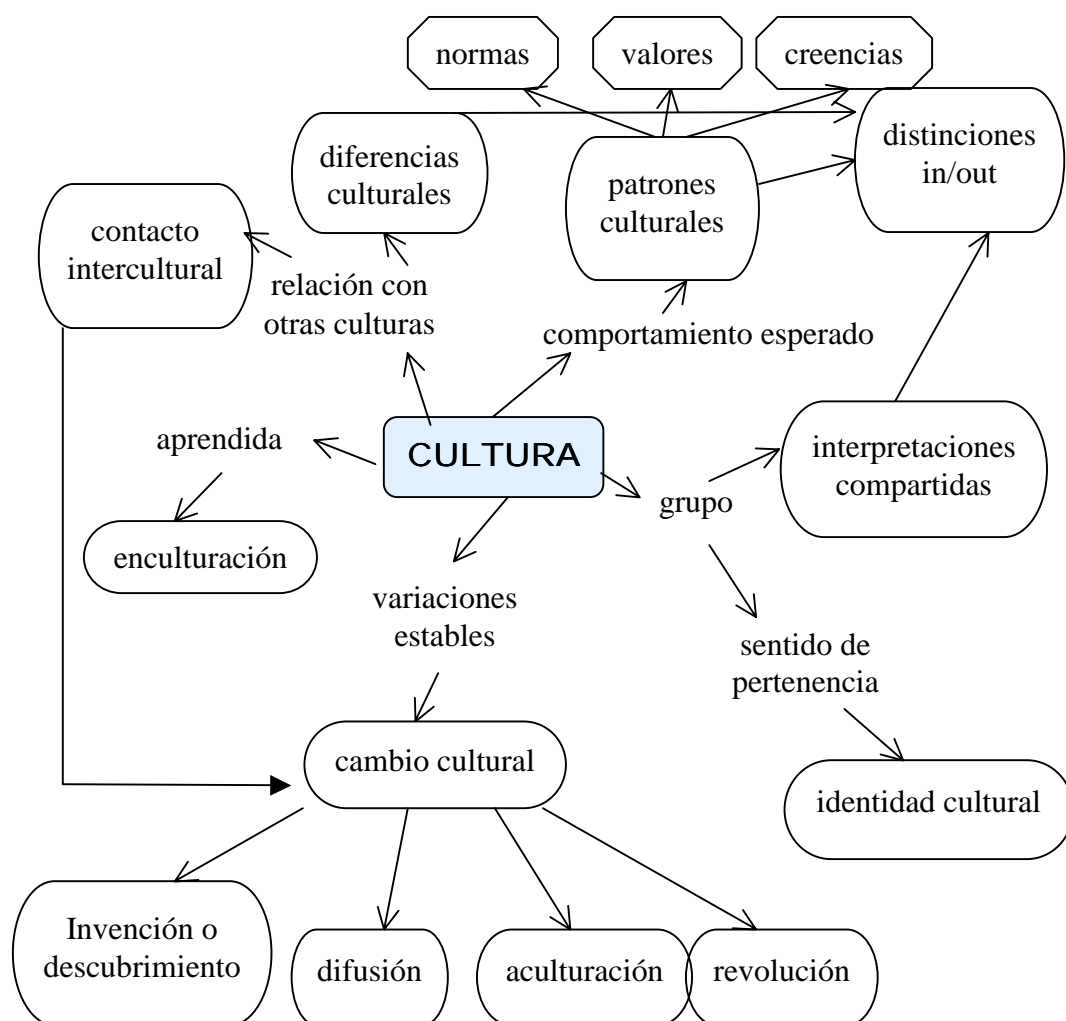 normas
valores
creencias
diferencias
culturales
patrones
culturales
distinciones
in/out
contacto
intercultural
relación con
otras culturas
comportamiento esperado
aprendida
CULTURA
grupo
interpretaciones
compartidas
enculturación
variaciones
estables
sentido de
pertenencia
cambio cultural
identidad cultural
Invención o
descubrimiento
difusión
aculturación
revolución